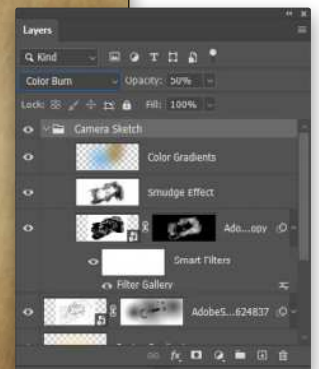 Layers
Kind
Color Burn Opacity: 50%
Lock: Fill: 100%
Camera Sketch
Color Gradients
Smudge Effect
Ado...opy
Smart Filters
Filter Gallery
AdobeS...624837
fx